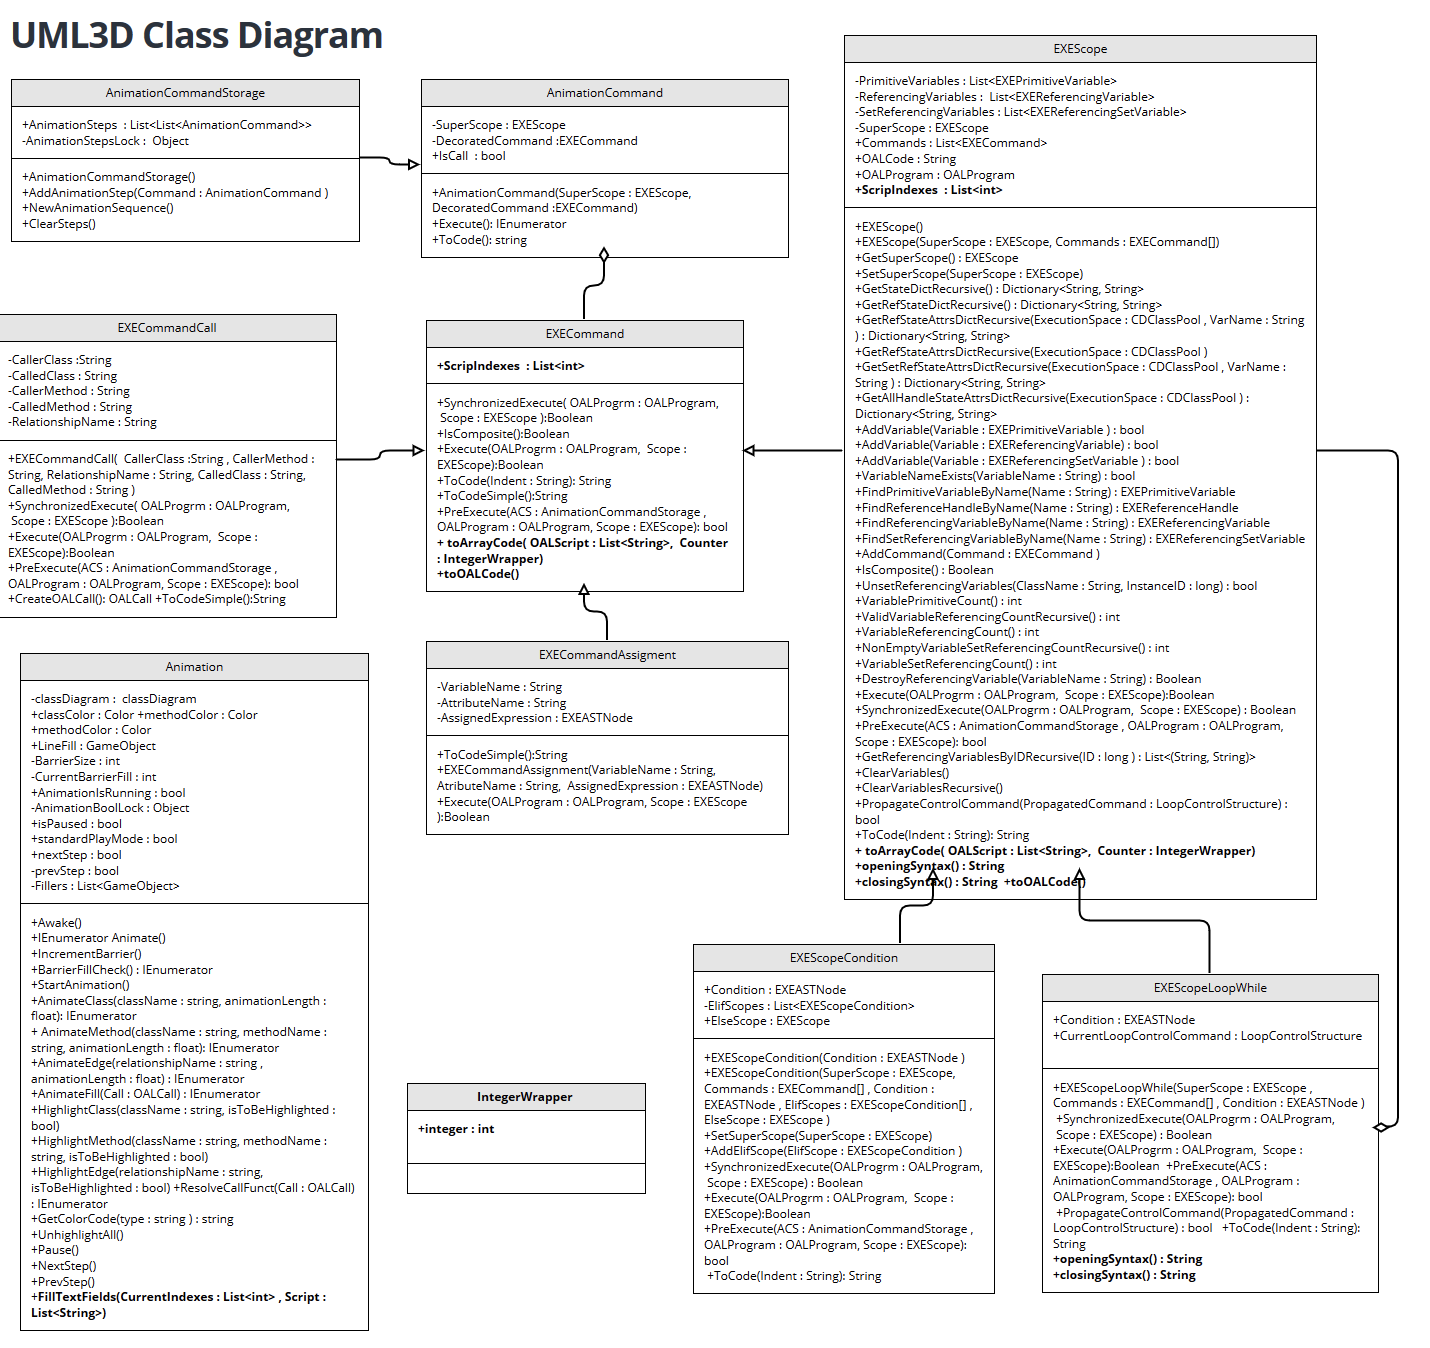 UML3D Class Diagram
AnimationCommandStorage
+AnimationSteps  : List<List<AnimationCommand>>
-AnimationStepsLock :  Object
+AnimationCommandStorage()
+AddAnimationStep(Command : AnimationCommand )
+NewAnimationSequence()
+ClearSteps()
AnimationCommand
-SuperScope : EXEScope
-DecoratedCommand :EXECommand
+IsCall  : bool
+AnimationCommand(SuperScope : EXEScope,
DecoratedCommand :EXECommand)
+Execute(): IEnumerator
+ToCode(): string
EXEScope
-PrimitiveVariables : List<EXEPrimitiveVariable>
-ReferencingVariables :  List<EXEReferencingVariable>
-SetReferencingVariables : List<EXEReferencingSetVariable>
-SuperScope : EXEScope
+Commands : List<EXECommand>
+OALCode : String
+OALProgram : OALProgram
+ScripIndexes  : List<int>
+EXEScope()
+EXEScope(SuperScope : EXEScope, Commands : EXECommand[])
+GetSuperScope() : EXEScope
+SetSuperScope(SuperScope : EXEScope)
+GetStateDictRecursive() : Dictionary<String, String>
+GetRefStateDictRecursive() : Dictionary<String, String>
+GetRefStateAttrsDictRecursive(ExecutionSpace : CDClassPool , VarName : String
) : Dictionary<String, String>
+GetRefStateAttrsDictRecursive(ExecutionSpace : CDClassPool )
+GetSetRefStateAttrsDictRecursive(ExecutionSpace : CDClassPool , VarName :
String ) : Dictionary<String, String>
+GetAllHandleStateAttrsDictRecursive(ExecutionSpace : CDClassPool ) :
Dictionary<String, String>
+AddVariable(Variable : EXEPrimitiveVariable ) : bool
+AddVariable(Variable : EXEReferencingVariable) : bool
+AddVariable(Variable : EXEReferencingSetVariable ) : bool
+VariableNameExists(VariableName : String) : bool
+FindPrimitiveVariableByName(Name : String) : EXEPrimitiveVariable
+FindReferenceHandleByName(Name : String) : EXEReferenceHandle
+FindReferencingVariableByName(Name : String) : EXEReferencingVariable
+FindSetReferencingVariableByName(Name : String) : EXEReferencingSetVariable
+AddCommand(Command : EXECommand )
+IsComposite() : Boolean
+UnsetReferencingVariables(ClassName : String, InstanceID : long) : bool
+VariablePrimitiveCount() : int
+ValidVariableReferencingCountRecursive() : int
+VariableReferencingCount() : int
+NonEmptyVariableSetReferencingCountRecursive() : int
+VariableSetReferencingCount() : int
+DestroyReferencingVariable(VariableName : String) : Boolean
+Execute(OALProgrm : OALProgram,  Scope : EXEScope):Boolean
+SynchronizedExecute(OALProgrm : OALProgram,  Scope : EXEScope) : Boolean
+PreExecute(ACS : AnimationCommandStorage , OALProgram : OALProgram,
Scope : EXEScope): bool
+GetReferencingVariablesByIDRecursive(ID : long ) : List<(String, String)>
+ClearVariables()
+ClearVariablesRecursive()
+PropagateControlCommand(PropagatedCommand : LoopControlStructure) :
bool
+ToCode(Indent : String): String
+ toArrayCode( OALScript : List<String>,  Counter : IntegerWrapper)
+openingSyntax() : String
+closingSyntax() : String  +toOALCode()
EXECommandCall
-CallerClass :String
-CalledClass : String
-CallerMethod : String
-CalledMethod : String
-RelationshipName : String
+EXECommandCall(  CallerClass :String , CallerMethod :
String, RelationshipName : String, CalledClass : String,
CalledMethod : String )
+SynchronizedExecute( OALProgrm : OALProgram,
Scope : EXEScope ):Boolean
+Execute(OALProgrm : OALProgram,  Scope :
EXEScope):Boolean
+PreExecute(ACS : AnimationCommandStorage ,
OALProgram : OALProgram, Scope : EXEScope): bool
+CreateOALCall(): OALCall +ToCodeSimple():String
EXECommand
+ScripIndexes  : List<int>
+SynchronizedExecute( OALProgrm : OALProgram,
Scope : EXEScope ):Boolean
+IsComposite():Boolean
+Execute(OALProgrm : OALProgram,  Scope :
EXEScope):Boolean
+ToCode(Indent : String): String
+ToCodeSimple():String
+PreExecute(ACS : AnimationCommandStorage ,
OALProgram : OALProgram, Scope : EXEScope): bool
+ toArrayCode( OALScript : List<String>,  Counter
: IntegerWrapper)
+toOALCode()
EXECommandAssigment
-VariableName : String
-AttributeName : String
-AssignedExpression : EXEASTNode
+ToCodeSimple():String
+EXECommandAssignment(VariableName : String,
AtributeName : String,  AssignedExpression : EXEASTNode)
+Execute(OALProgram : OALProgram, Scope : EXEScope
):Boolean
Animation
-classDiagram :  classDiagram
+classColor : Color +methodColor : Color
+methodColor : Color
+LineFill : GameObject
-BarrierSize : int
-CurrentBarrierFill : int
+AnimationIsRunning : bool
-AnimationBoolLock : Object
+isPaused : bool
+standardPlayMode : bool
+nextStep : bool
-prevStep : bool
-Fillers : List<GameObject>
+Awake()
+IEnumerator Animate()
+IncrementBarrier()
+BarrierFillCheck() : IEnumerator
+StartAnimation()
+AnimateClass(className : string, animationLength :
float): IEnumerator
+ AnimateMethod(className : string, methodName :
string, animationLength : float): IEnumerator
+AnimateEdge(relationshipName : string ,
animationLength : float) : IEnumerator
+AnimateFill(Call : OALCall) : IEnumerator
+HighlightClass(className : string, isToBeHighlighted :
bool)
+HighlightMethod(className : string, methodName :
string, isToBeHighlighted : bool)
+HighlightEdge(relationshipName : string,
isToBeHighlighted : bool) +ResolveCallFunct(Call : OALCall)
: IEnumerator
+GetColorCode(type : string ) : string
+UnhighlightAll()
+Pause()
+NextStep()
+PrevStep()
+FillTextFields(CurrentIndexes : List<int> , Script :
List<String>)
IntegerWrapper
+integer : int
EXEScopeCondition
+Condition : EXEASTNode
-ElifScopes : List<EXEScopeCondition>
+ElseScope : EXEScope
+EXEScopeCondition(Condition : EXEASTNode )
+EXEScopeCondition(SuperScope : EXEScope,
Commands : EXECommand[] , Condition :
EXEASTNode , ElifScopes : EXEScopeCondition[] ,
ElseScope : EXEScope )
+SetSuperScope(SuperScope : EXEScope)
+AddElifScope(ElifScope : EXEScopeCondition )
+SynchronizedExecute(OALProgrm : OALProgram,
Scope : EXEScope) : Boolean
+Execute(OALProgrm : OALProgram,  Scope :
EXEScope):Boolean
+PreExecute(ACS : AnimationCommandStorage ,
OALProgram : OALProgram, Scope : EXEScope):
bool
+ToCode(Indent : String): String
EXEScopeLoopWhile
+Condition : EXEASTNode
+CurrentLoopControlCommand : LoopControlStructure
+EXEScopeLoopWhile(SuperScope : EXEScope ,
Commands : EXECommand[] , Condition : EXEASTNode )
+SynchronizedExecute(OALProgrm : OALProgram,
Scope : EXEScope) : Boolean
+Execute(OALProgrm : OALProgram,  Scope :
EXEScope):Boolean  +PreExecute(ACS :
AnimationCommandStorage , OALProgram :
OALProgram, Scope : EXEScope): bool
+PropagateControlCommand(PropagatedCommand :
LoopControlStructure) : bool   +ToCode(Indent : String):
String
+openingSyntax() : String
+closingSyntax() : String